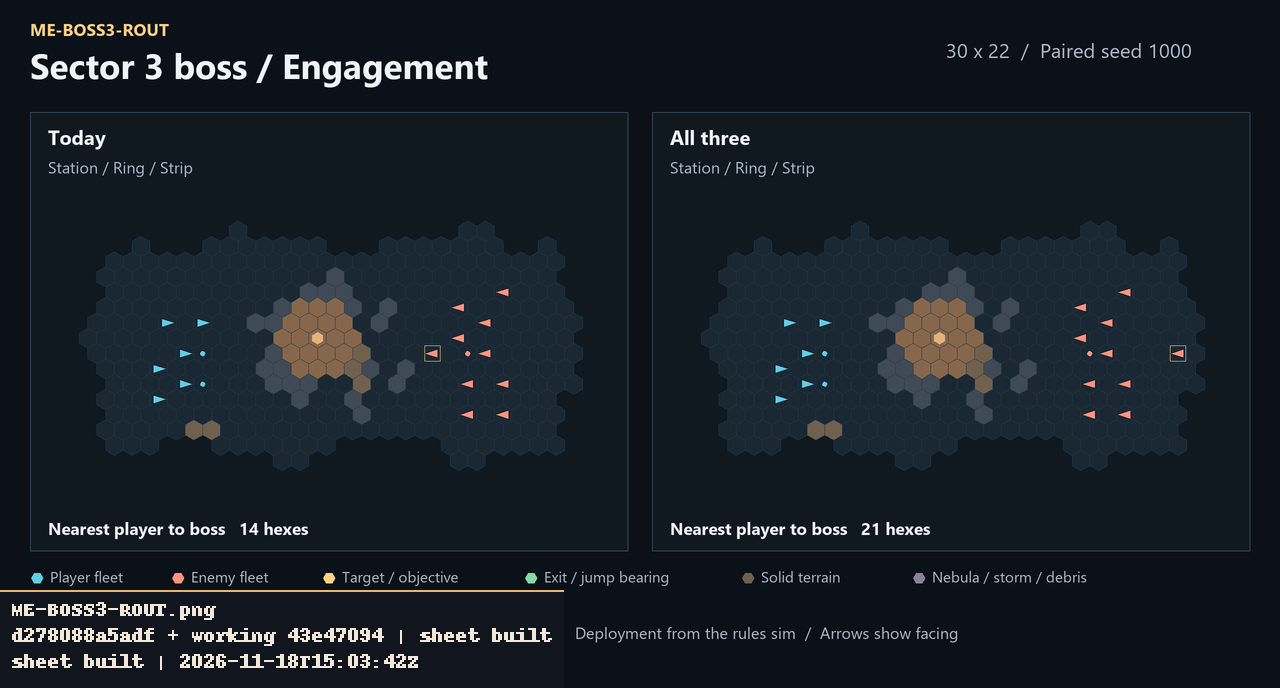 ME-BOSS3-ROUT
Sector 3 boss / Engagement
30 x 22 / Paired seed 1000
Today
Station / Ring / Strip
Nearest player to boss 14 hexes
All three
Station / Ring / Strip
Nearest player to boss 21 hexes
Player fleet
Enemy fleet
Target / objective
Exit / jump bearing
Solid terrain
Nebula / storm / debris
ME-BOSS3-ROUT.png
d278088a5adf + working 43e47094 | sheet built
sheet built | 2026-11-18T15:03:42Z
Deployment from the rules sim / Arrows show facing